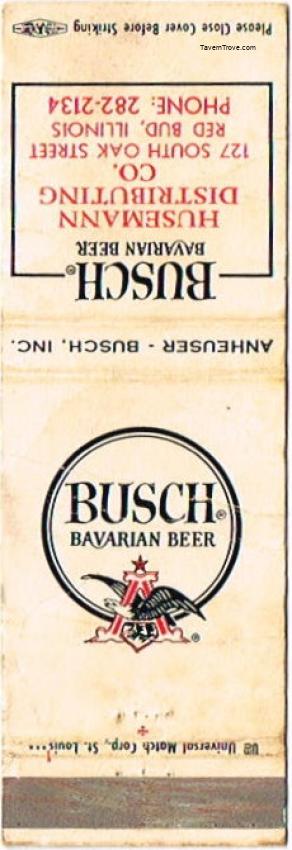 TavernTrove.com
Please Close Cover Before Striking
BUSCH®
BAVARIAN BEER
HUSEMANN
DISTRIBUTING
CO.
127 SOUTH OAK STREET
RED BUD, ILLINOIS
PHONE: 282-2134
ANHEUSER - BUSCH, INC.
BUSCH®
BAVARIAN BEER
A
®
Universal Match Corp., St. Louis